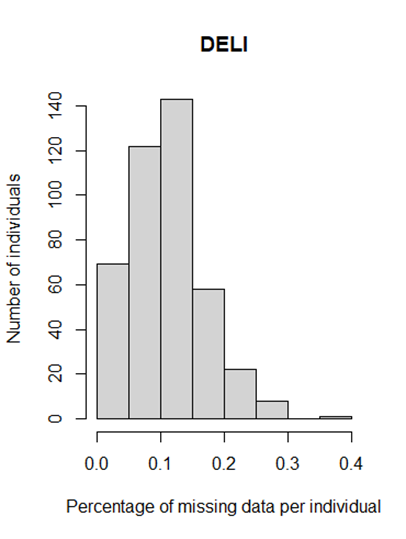 DELI
Number of individuals
140
120
100
80
60
40
20
0
0.0 0.1 0.2 0.3 0.4
Percentage of missing data per individual